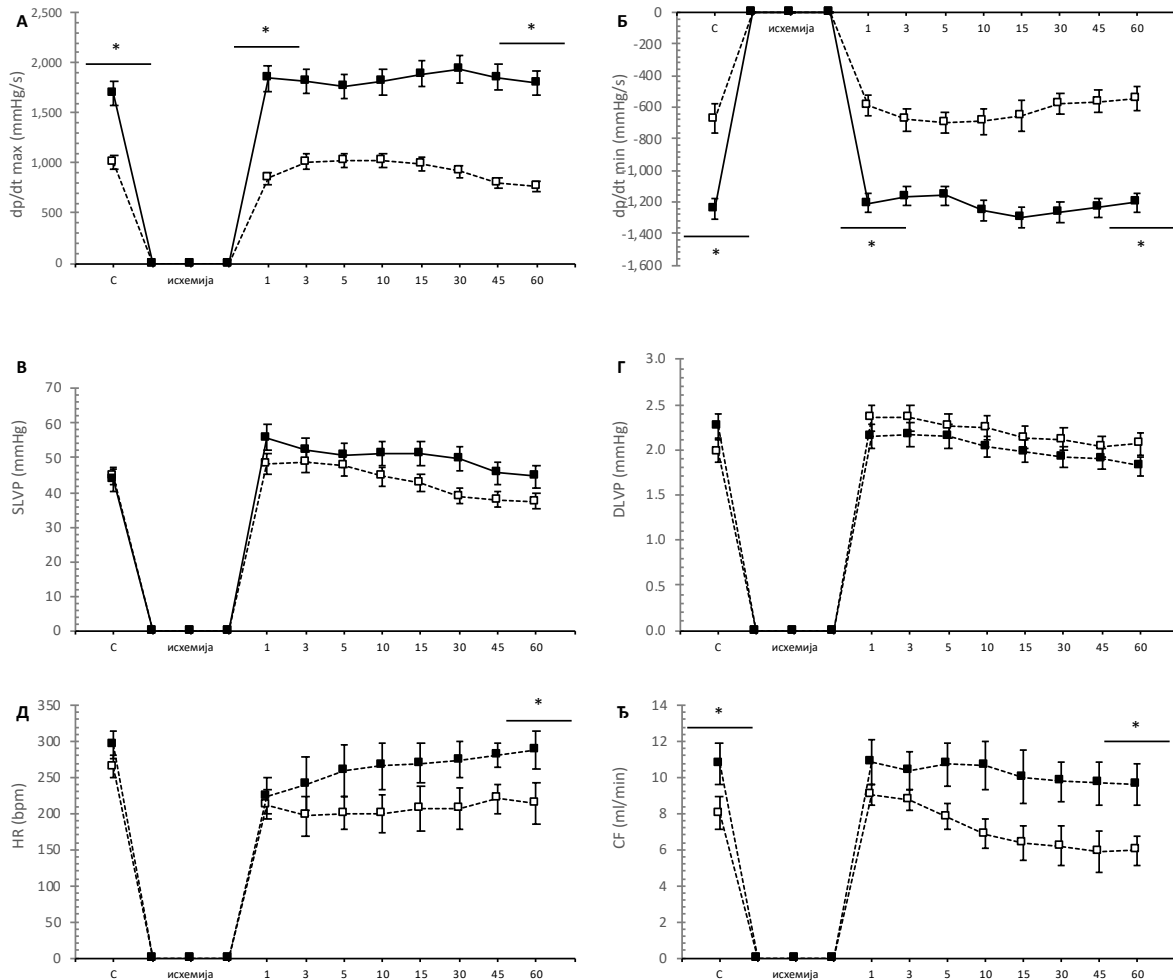 А
dp/dt max (mmHg/s)
2,500
2,000
1,500
1,000
500
0
*
*
*
C
исхемија
1 3 5 10 15 30 45 60
Б
dp/dt min (mmHg/s)
0
-200
-400
-600
-800
-1,000
-1,200
-1,400
-1,600
C
исхемија
1 3 5 10 15 30 45 60
*
*
*
В
SLVP (mmHg)
70
60
50
40
30
20
10
0
C
исхемија
1 3 5 10 15 30 45 60
Г
DLVP (mmHg)
3.0
2.5
2.0
1.5
1.0
0.5
0.0
C
исхемија
1 3 5 10 15 30 45 60
Д
HR (bpm)
350
300
250
200
150
100
50
0
*
C
исхемија
1 3 5 10 15 30 45 60
Ђ
CF (ml/min)
14
12
10
8
6
4
2
0
*
*
C
исхемија
1 3 5 10 15 30 45 60